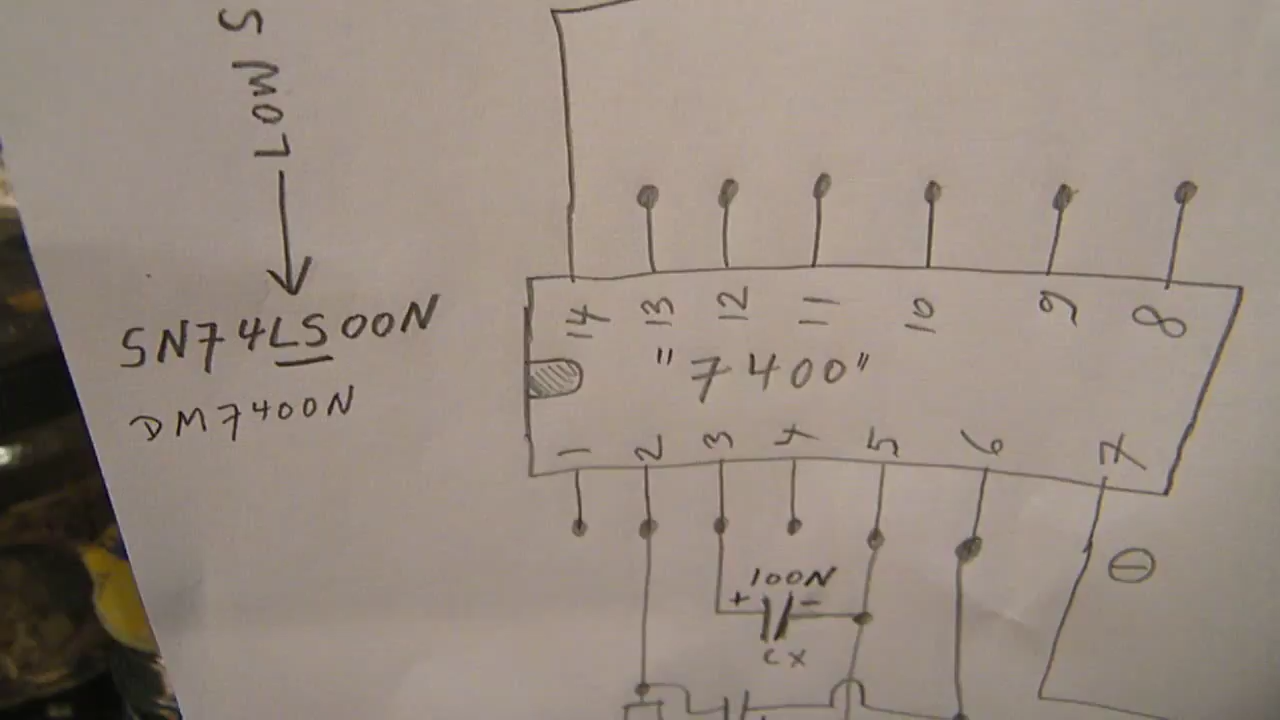 SLOW
SN74LS00N
DM7400N
14 13 12 11 10 9 8
"7400"
1 2 3 4 5 6 7
100N
+ -
CX